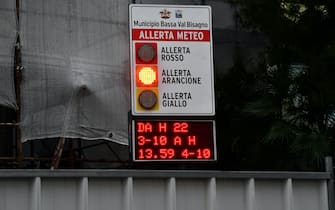 Municipio Bassa Val Bisagno
ALLERTA METEO
ALLERTA
ROSSO
ALLERTA
ARANCIONE
ALLERTA
GIALLO
DA H 22
3-10 A H
13.59 4-10